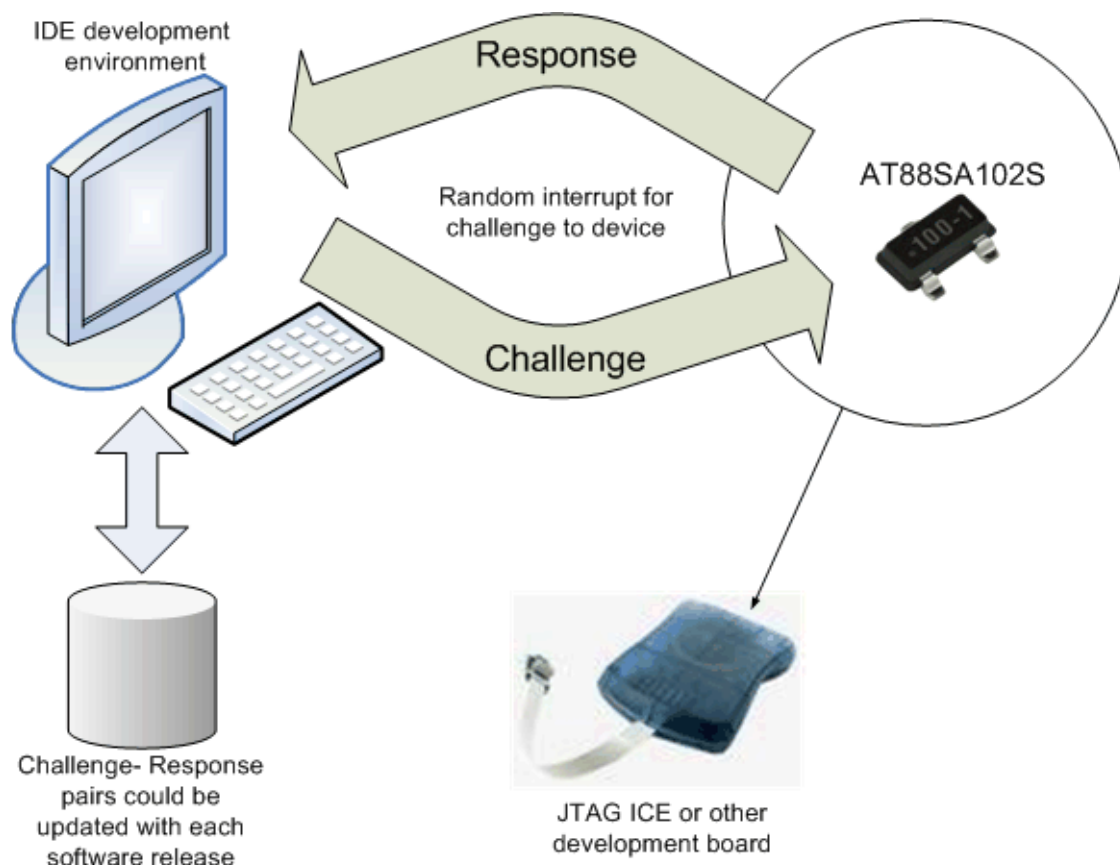 IDE development
environment
Response
Random interrupt for
challenge to device
AT88SA102S
100-1
Challenge
Challenge- Response
pairs could be
updated with each
software release
JTAG ICE or other
development board